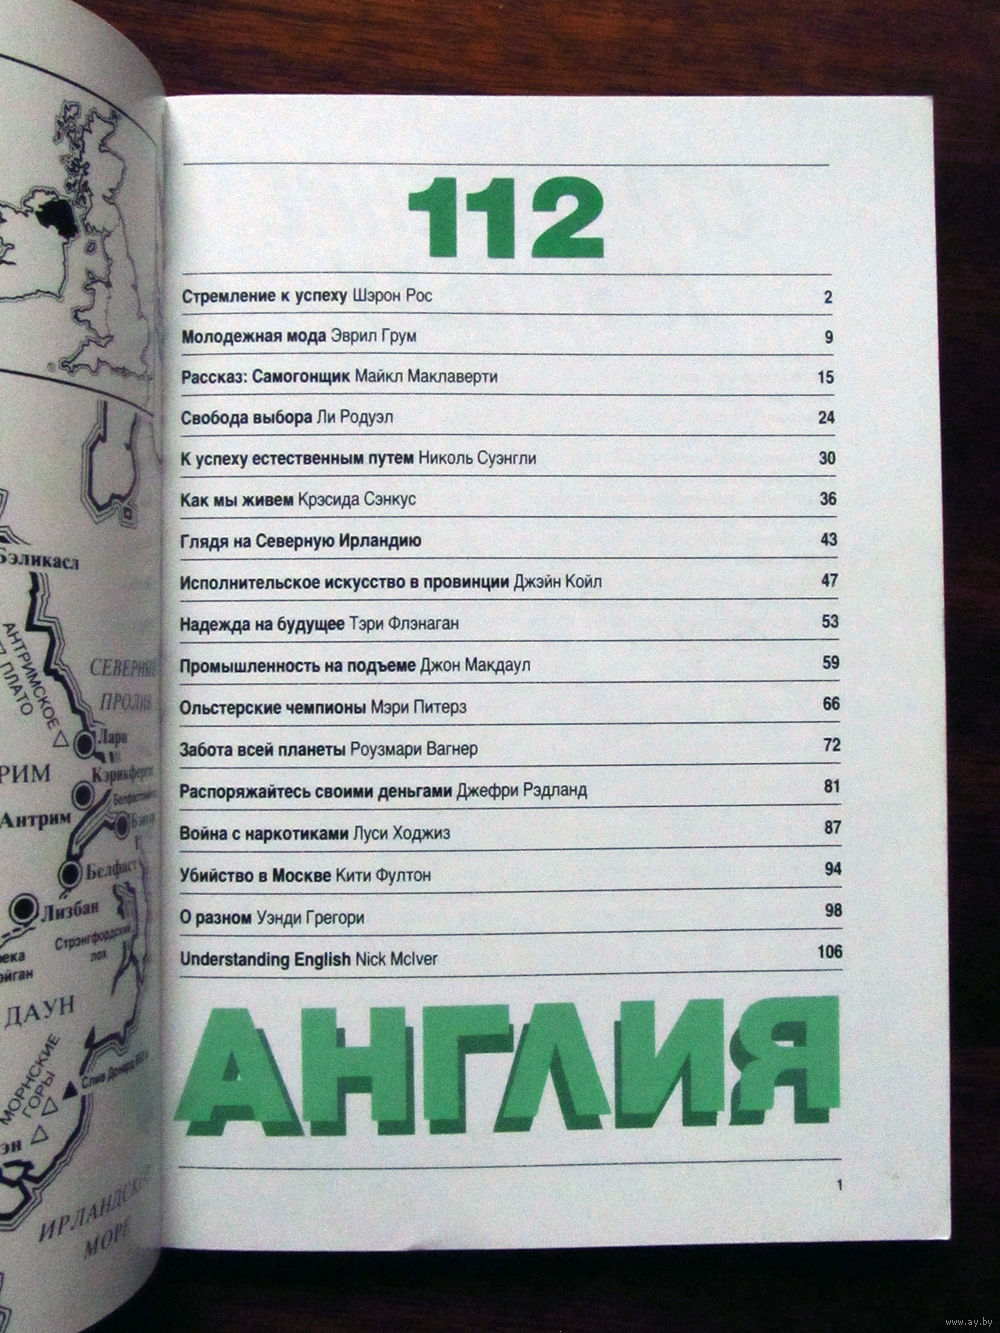 Бэликасл
АНТРИМСКОЕ
ПЛАТО
СЕВЕРНЫ
ПРОЛИВ
Ларн
РИМ
Кэрикферг
Антрим
Белфаст
Лизбан
Стрэнгфордский
лох
ДАУН
МОРНСКИЕ
ГОРЫ
Слив Донард
ИРЛАНДСКОЕ
МОРЕ
112
Стремление к успеху Шэрон Рос 2
Молодежная мода Эврил Грум 9
Рассказ: Самогонщик Майкл Маклаверти 15
Свобода выбора Ли Родуэл 24
К успеху естественным путем Николь Суэнгли 30
Как мы живем Крэсида Сэнкус 36
Глядя на Северную Ирландию 43
Исполнительское искусство в провинции Джэйн Койл 47
Надежда на будущее Тэри Флэнаган 53
Промышленность на подъеме Джон Макдаул 59
Ольстерские чемпионы Мэри Питерз 66
Забота всей планеты Роузмари Вагнер 72
Распоряжайтесь своими деньгами Джефри Рэдланд 81
Война с наркотиками Луси Ходжиз 87
Убийство в Москве Кити Фултон 94
О разном Уэнди Грегори 98
Understanding English Nick McIver 106
АНГЛИЯ
1
www.ay.by